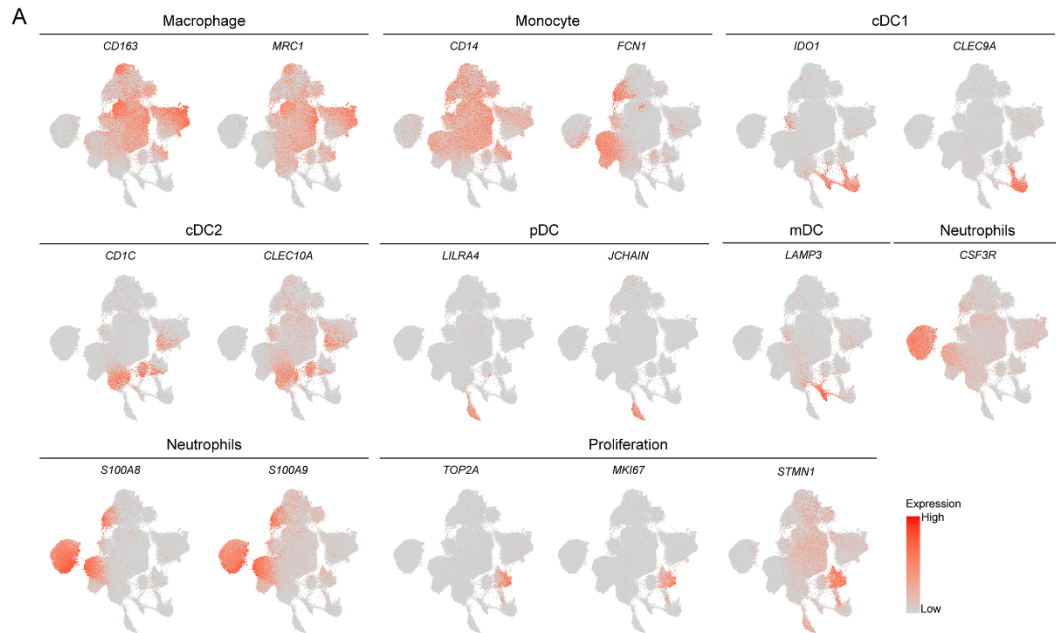 A
Macrophage Monocyte cDC1
CD163 MRC1 CD14 FCN1 IDO1 CLEC9A
cDC2 pDC mDC Neutrophils
CD1C CLEC10A LILRA4 JCHAIN LAMP3 CSF3R
Neutrophils Proliferation
S100A8 S100A9 TOP2A MKI67 STMN1
Expression
High
Low